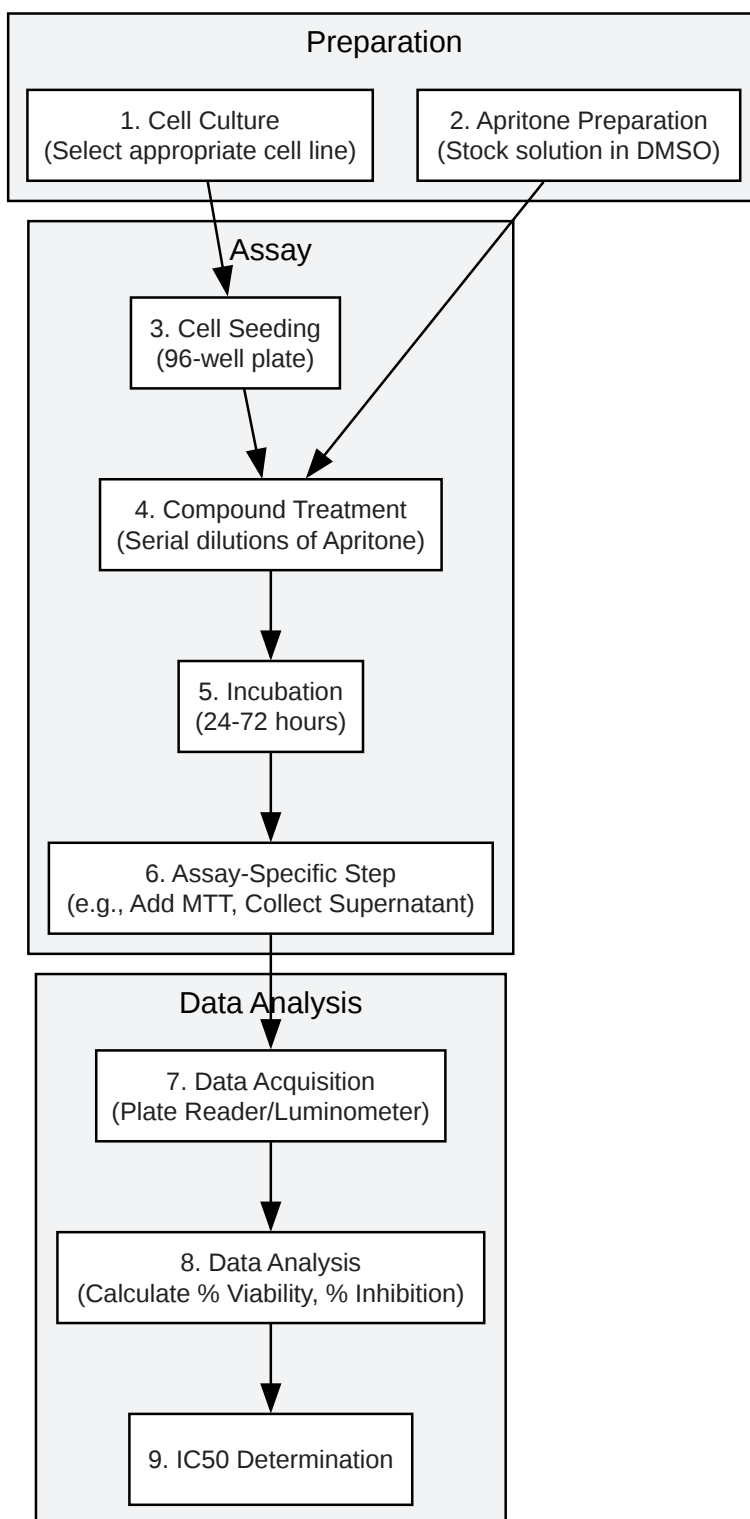 Preparation
1. Cell Culture
(Select appropriate cell line)
2. Apritone Preparation
(Stock solution in DMSO)
Assay
3. Cell Seeding
(96-well plate)
4. Compound Treatment
(Serial dilutions of Apritone)
5. Incubation
(24-72 hours)
6. Assay-Specific Step
(e.g., Add MTT, Collect Supernatant)
Data Analysis
7. Data Acquisition
(Plate Reader/Luminometer)
8. Data Analysis
(Calculate % Viability, % Inhibition)
9. IC50 Determination